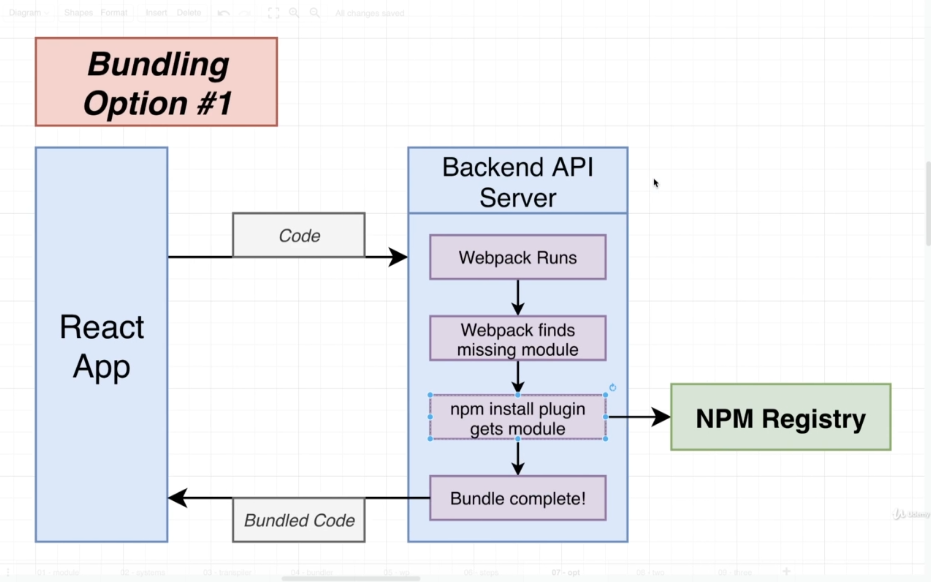 Diagram Shapes Format Insert Delete All changes saved
Bundling
Option #1
Backend API
Server
Code
Webpack Runs
React
App
Webpack finds
missing module
npm install plugin
gets module
NPM Registry
Bundle complete!
Bundled Code
Udemy